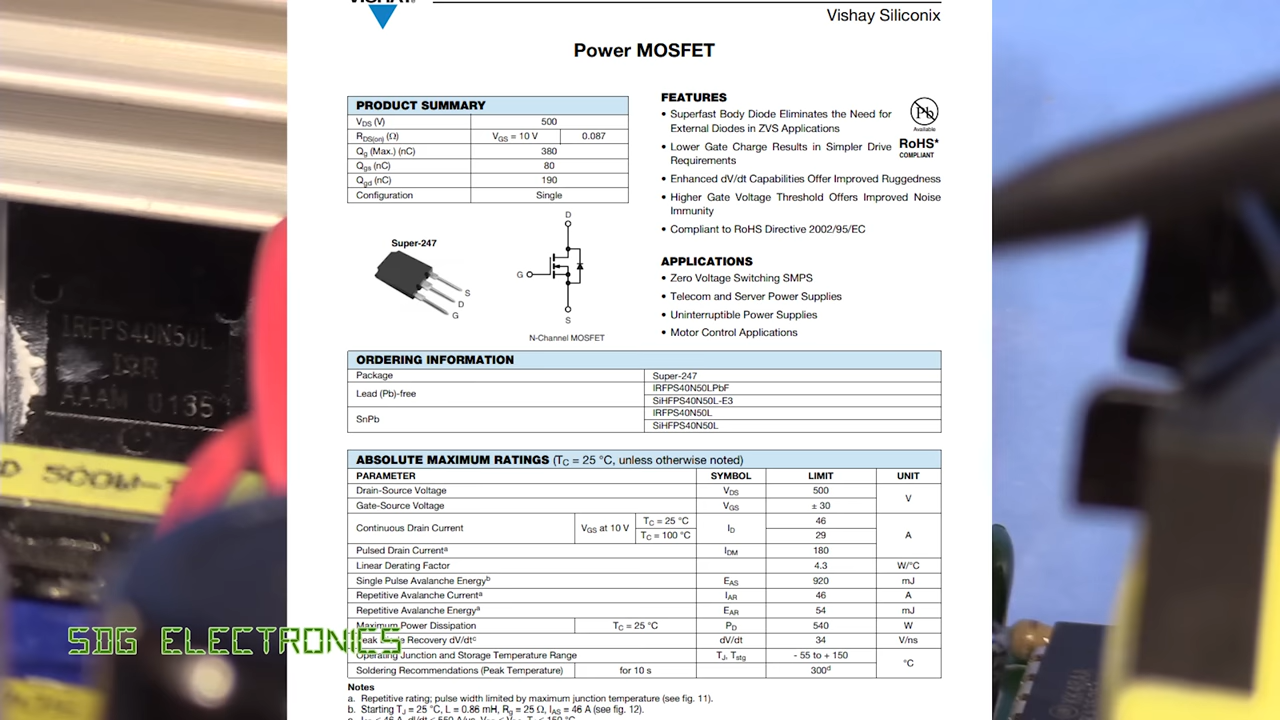 VISHAY
Vishay Siliconix
Power MOSFET
PRODUCT SUMMARY
VDS (V) 500
RDS(on) (Ω) VGS = 10 V 0.087
Qg (Max.) (nC) 380
Qgs (nC) 80
Qgd (nC) 190
Configuration Single
Super-247
S
D
G
D
G
S
N-Channel MOSFET
FEATURES
• Superfast Body Diode Eliminates the Need for
External Diodes in ZVS Applications
• Lower Gate Charge Results in Simpler Drive
Requirements
• Enhanced dV/dt Capabilities Offer Improved Ruggedness
• Higher Gate Voltage Threshold Offers Improved Noise
Immunity
• Compliant to RoHS Directive 2002/95/EC
Pb
Available
RoHS*
COMPLIANT
APPLICATIONS
• Zero Voltage Switching SMPS
• Telecom and Server Power Supplies
• Uninterruptible Power Supplies
• Motor Control Applications
ORDERING INFORMATION
Package Super-247
Lead (Pb)-free IRFPS40N50LPbF
SiHFPS40N50L-E3
SnPb IRFPS40N50L
SiHFPS40N50L
ABSOLUTE MAXIMUM RATINGS (TC = 25 °C, unless otherwise noted)
PARAMETER SYMBOL LIMIT UNIT
Drain-Source Voltage VDS 500 V
Gate-Source Voltage VGS ± 30
Continuous Drain Current VGS at 10 V TC = 25 °C ID 46 A
TC = 100 °C 29
Pulsed Drain Currentᵃ IDM 180
Linear Derating Factor 4.3 W/°C
Single Pulse Avalanche Energyᵇ EAS 920 mJ
Repetitive Avalanche Currentᵃ IAR 46 A
Repetitive Avalanche Energyᵃ EAR 54 mJ
Maximum Power Dissipation TC = 25 °C PD 540 W
Recovery dV/dtᶜ dV/dt 34 V/ns
Operating Junction and Storage Temperature Range TJ, Tstg - 55 to + 150 °C
Soldering Recommendations (Peak Temperature) for 10 s 300ᵈ
Notes
a. Repetitive rating; pulse width limited by maximum junction temperature (see fig. 11).
b. Starting TJ = 25 °C, L = 0.86 mH, Rg = 25 Ω, IAS = 46 A (see fig. 12).
IRFPS40N50L
IOR
500W-
SDG ELECTRONICS